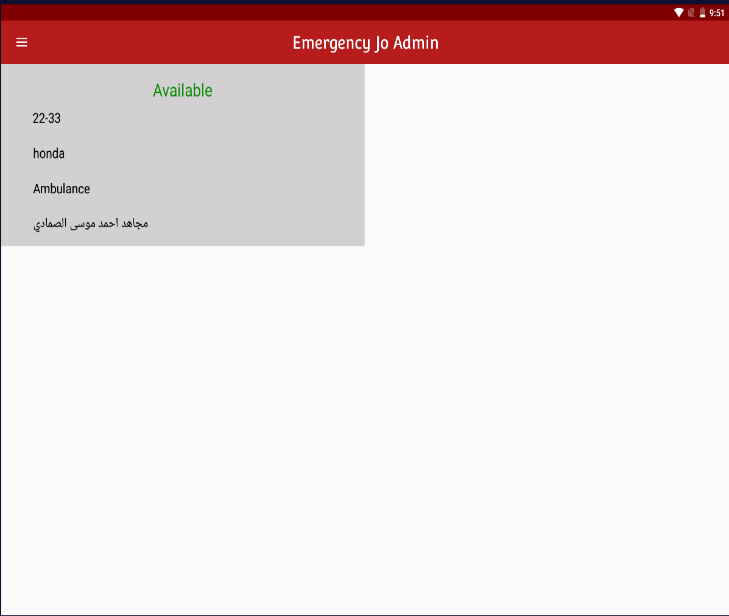 9:51
Emergency Jo Admin
Available
22-33
honda
Ambulance
مجاهد احمد موسى الصمادي